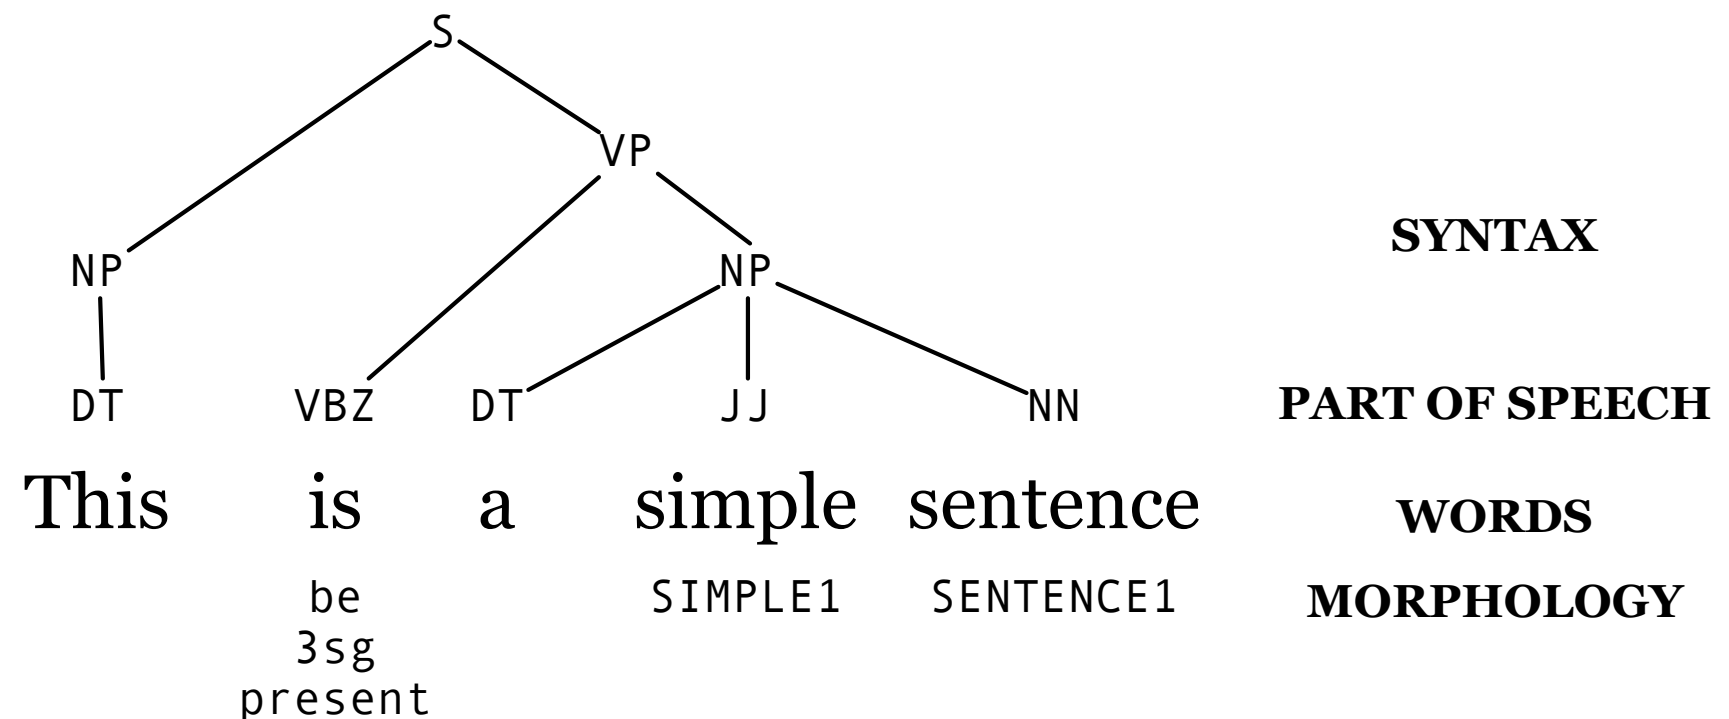 S
VP
NP NP SYNTAX
DT VBZ DT JJ NN PART OF SPEECH
This is a simple sentence WORDS
be SIMPLE1 SENTENCE1 MORPHOLOGY
3sg
present